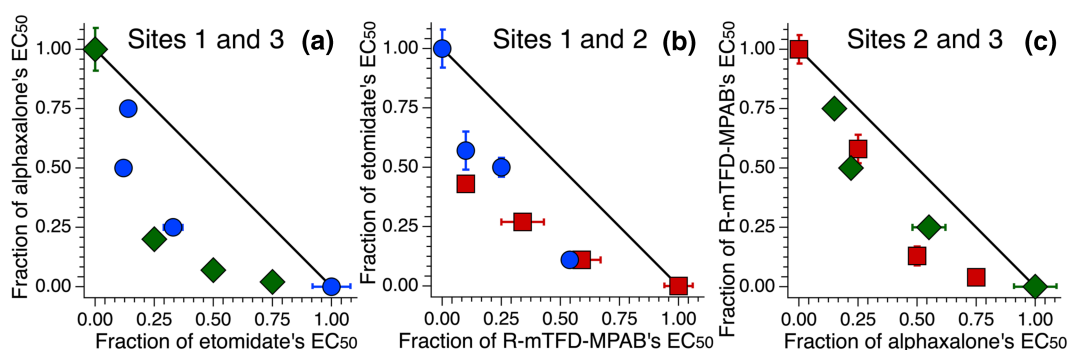 Sites 1 and 3 (a)
Fraction of alphaxalone's EC50
1.00
0.75
0.50
0.25
0.00
0.00 0.25 0.50 0.75 1.00
Fraction of etomidate's EC50
Sites 1 and 2 (b)
Fraction of etomidate's EC50
1.00
0.75
0.50
0.25
0.00
0.00 0.25 0.50 0.75 1.00
Fraction of R-mTFD-MPAB's EC50
Sites 2 and 3 (c)
Fraction of R-mTFD-MPAB's EC50
1.00
0.75
0.50
0.25
0.00
0.00 0.25 0.50 0.75 1.00
Fraction of alphaxalone's EC50